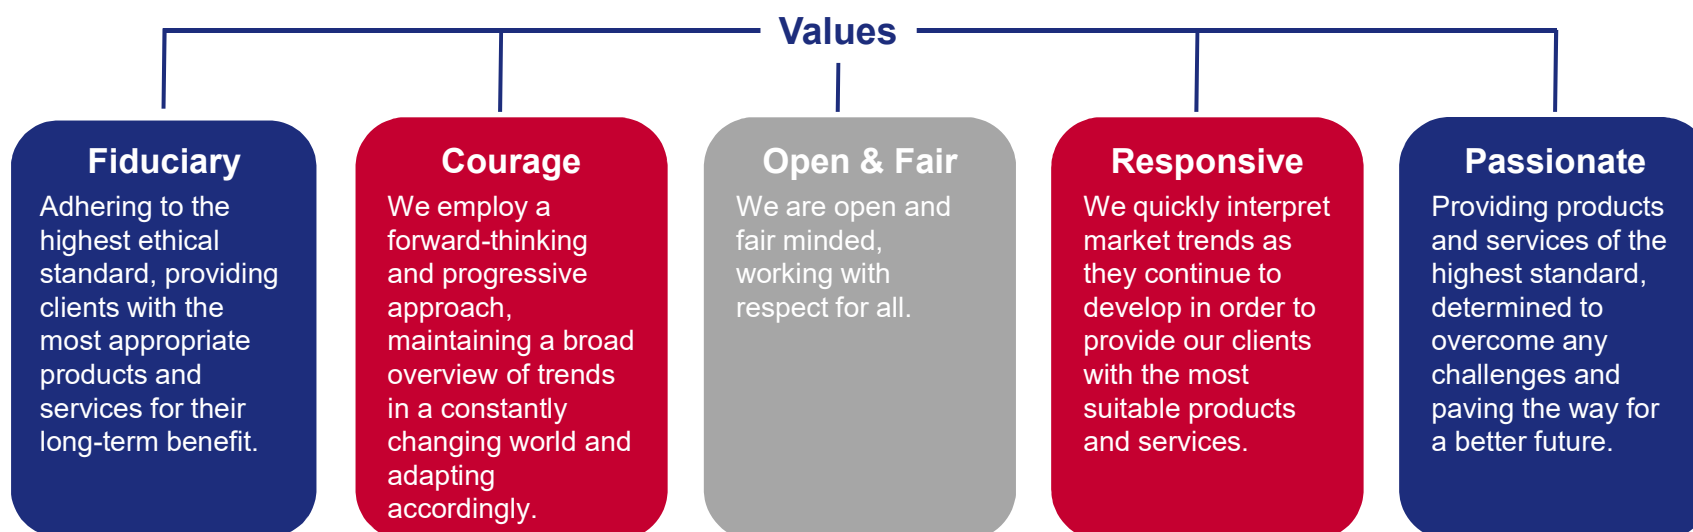 Values
Fiduciary
Adhering to the
highest ethical
standard, providing
clients with the
most appropriate
products and
services for their
long-term benefit.
Courage
We employ a
forward-thinking
and progressive
approach,
maintaining a broad
overview of trends
in a constantly
changing world and
adapting
accordingly.
Open & Fair
We are open and
fair minded,
working with
respect for all.
Responsive
We quickly interpret
market trends as
they continue to
develop in order to
provide our clients
with the most
suitable products
and services.
Passionate
Providing products
and services of the
highest standard,
determined to
overcome any
challenges and
paving the way for
a better future.